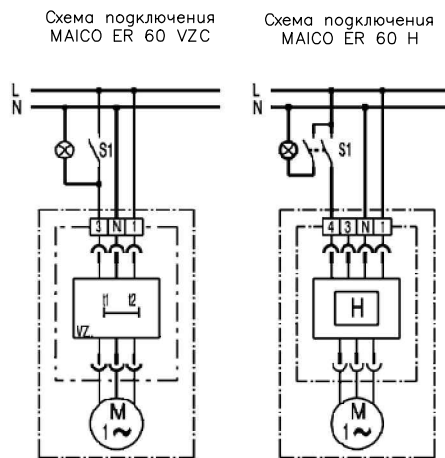 Схема подключения
MAICO ER 60 VZC
L
N
S1
3 N 1
t1 t2
VZ.
M
1~
Схема подключения
MAICO ER 60 H
L
N
S1
4 3 N 1
H
M
1~